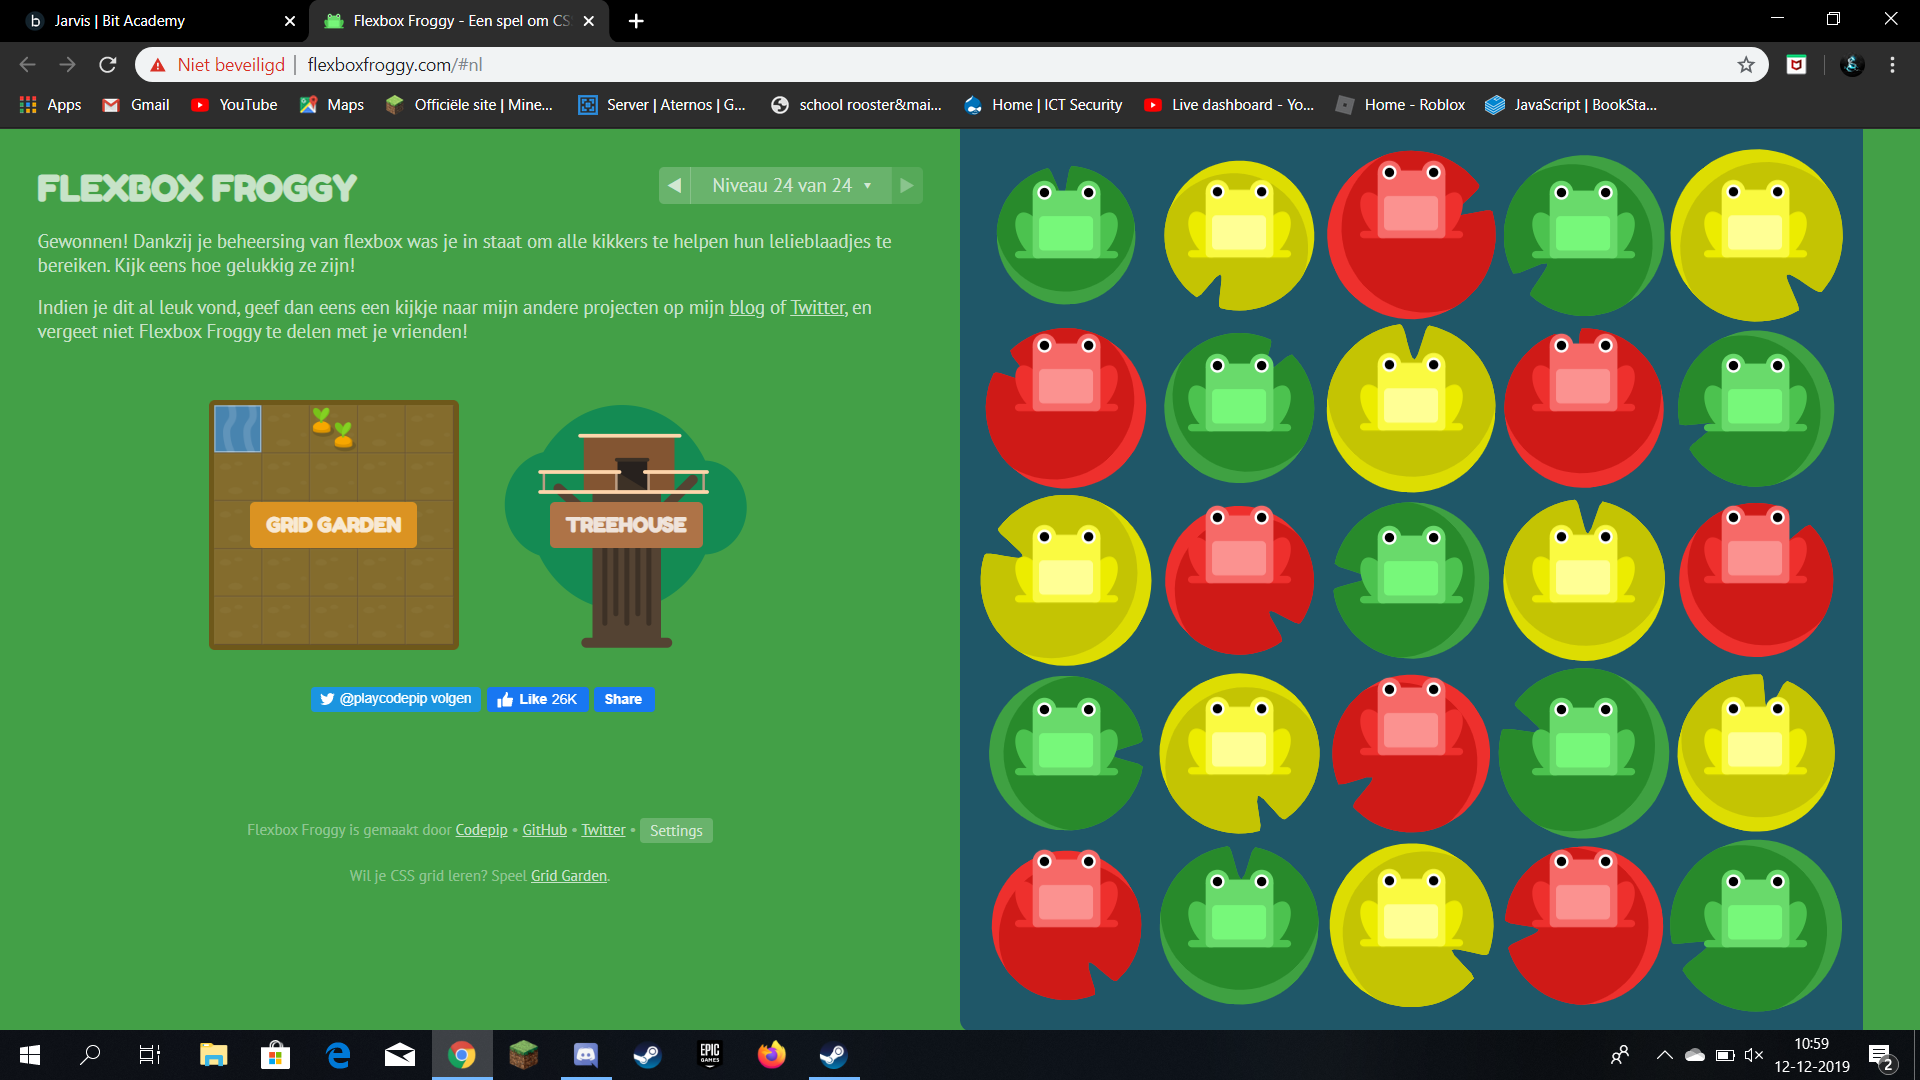 Jarvis | Bit Academy
Flexbox Froggy - Een spel om CS
Niet beveiligd | flexboxfroggy.com/#nl
Apps Gmail YouTube Maps Officiële site | Mine... Server | Aternos | G... school rooster&mai... Home | ICT Security Live dashboard - Yo... Home - Roblox JavaScript | BookSta...
FLEXBOX FROGGY
Niveau 24 van 24
Gewonnen! Dankzij je beheersing van flexbox was je in staat om alle kikkers te helpen hun lelieblaadjes te
bereiken. Kijk eens hoe gelukkig ze zijn!
Indien je dit al leuk vond, geef dan eens een kijkje naar mijn andere projecten op mijn blog of Twitter, en
vergeet niet Flexbox Froggy te delen met je vrienden!
GRID GARDEN
TREEHOUSE
@playcodepip volgen Like 26K Share
Flexbox Froggy is gemaakt door Codepip • GitHub • Twitter • Settings
Wil je CSS grid leren? Speel Grid Garden.
EPIC
GAMES
10:59
12-12-2019
2